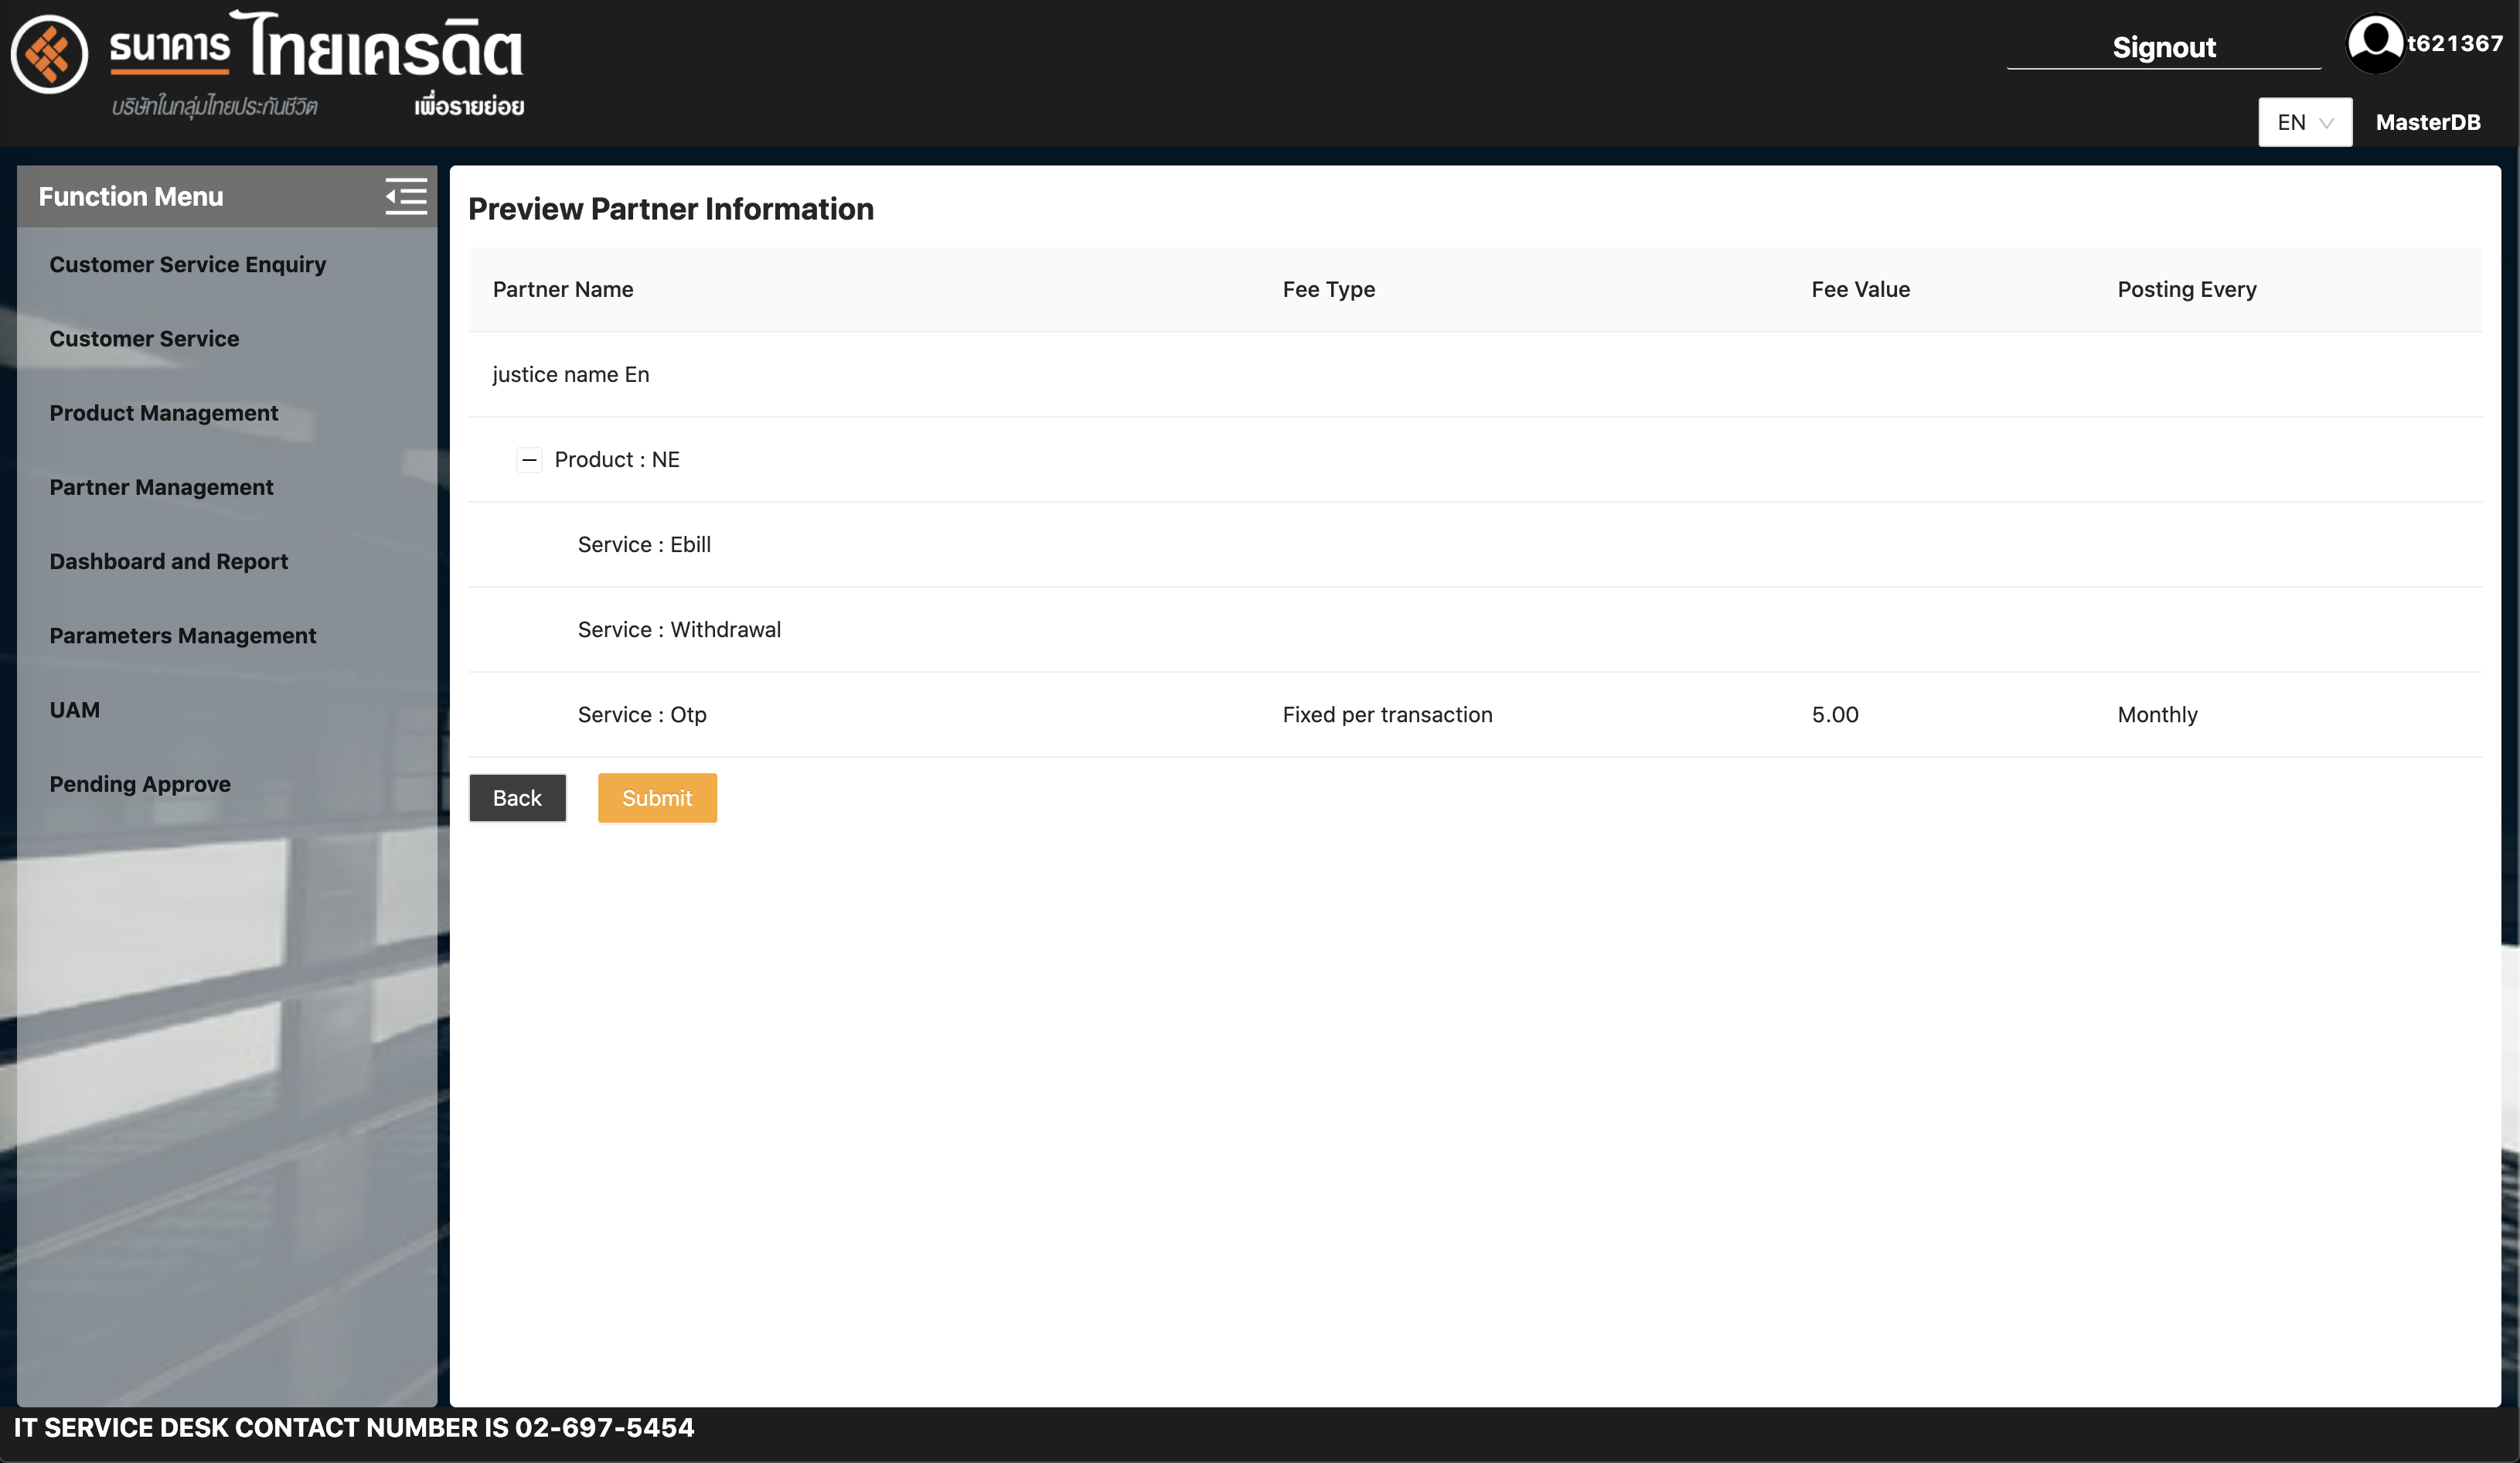 ธนาคาร ไทยเครดิต
บริษัทในกลุ่มไทยประกันชีวิต เพื่อรายย่อย
Signout t621367
EN MasterDB
Function Menu
Customer Service Enquiry
Customer Service
Product Management
Partner Management
Dashboard and Report
Parameters Management
UAM
Pending Approve
Preview Partner Information
Partner Name Fee Type Fee Value Posting Every
justice name En
Product : NE
Service : Ebill
Service : Withdrawal
Service : Otp Fixed per transaction 5.00 Monthly
Back Submit
IT SERVICE DESK CONTACT NUMBER IS 02-697-5454